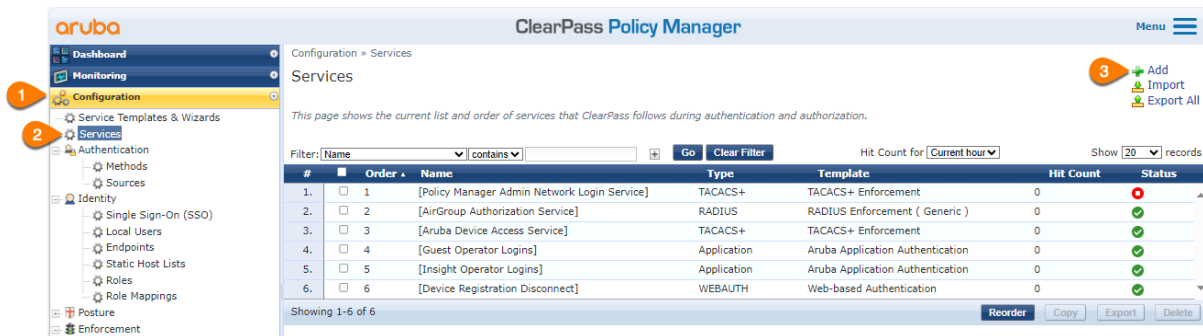 aruba
ClearPass Policy Manager
Menu
Dashboard
Monitoring
1
Configuration
Service Templates & Wizards
2
Services
Authentication
Methods
Sources
Identity
Single Sign-On (SSO)
Local Users
Endpoints
Static Host Lists
Roles
Role Mappings
Posture
Enforcement
Configuration » Services
Services
3
Add
Import
Export All
This page shows the current list and order of services that ClearPass follows during authentication and authorization.
Filter: Name contains + Go Clear Filter Hit Count for Current hour Show 20 records
# Order Name Type Template Hit Count Status
1. 1 [Policy Manager Admin Network Login Service] TACACS+ TACACS+ Enforcement 0
2. 2 [AirGroup Authorization Service] RADIUS RADIUS Enforcement ( Generic ) 0
3. 3 [Aruba Device Access Service] TACACS+ TACACS+ Enforcement 0
4. 4 [Guest Operator Logins] Application Aruba Application Authentication 0
5. 5 [Insight Operator Logins] Application Aruba Application Authentication 0
6. 6 [Device Registration Disconnect] WEBAUTH Web-based Authentication 0
Showing 1-6 of 6 Reorder Copy Export Delete